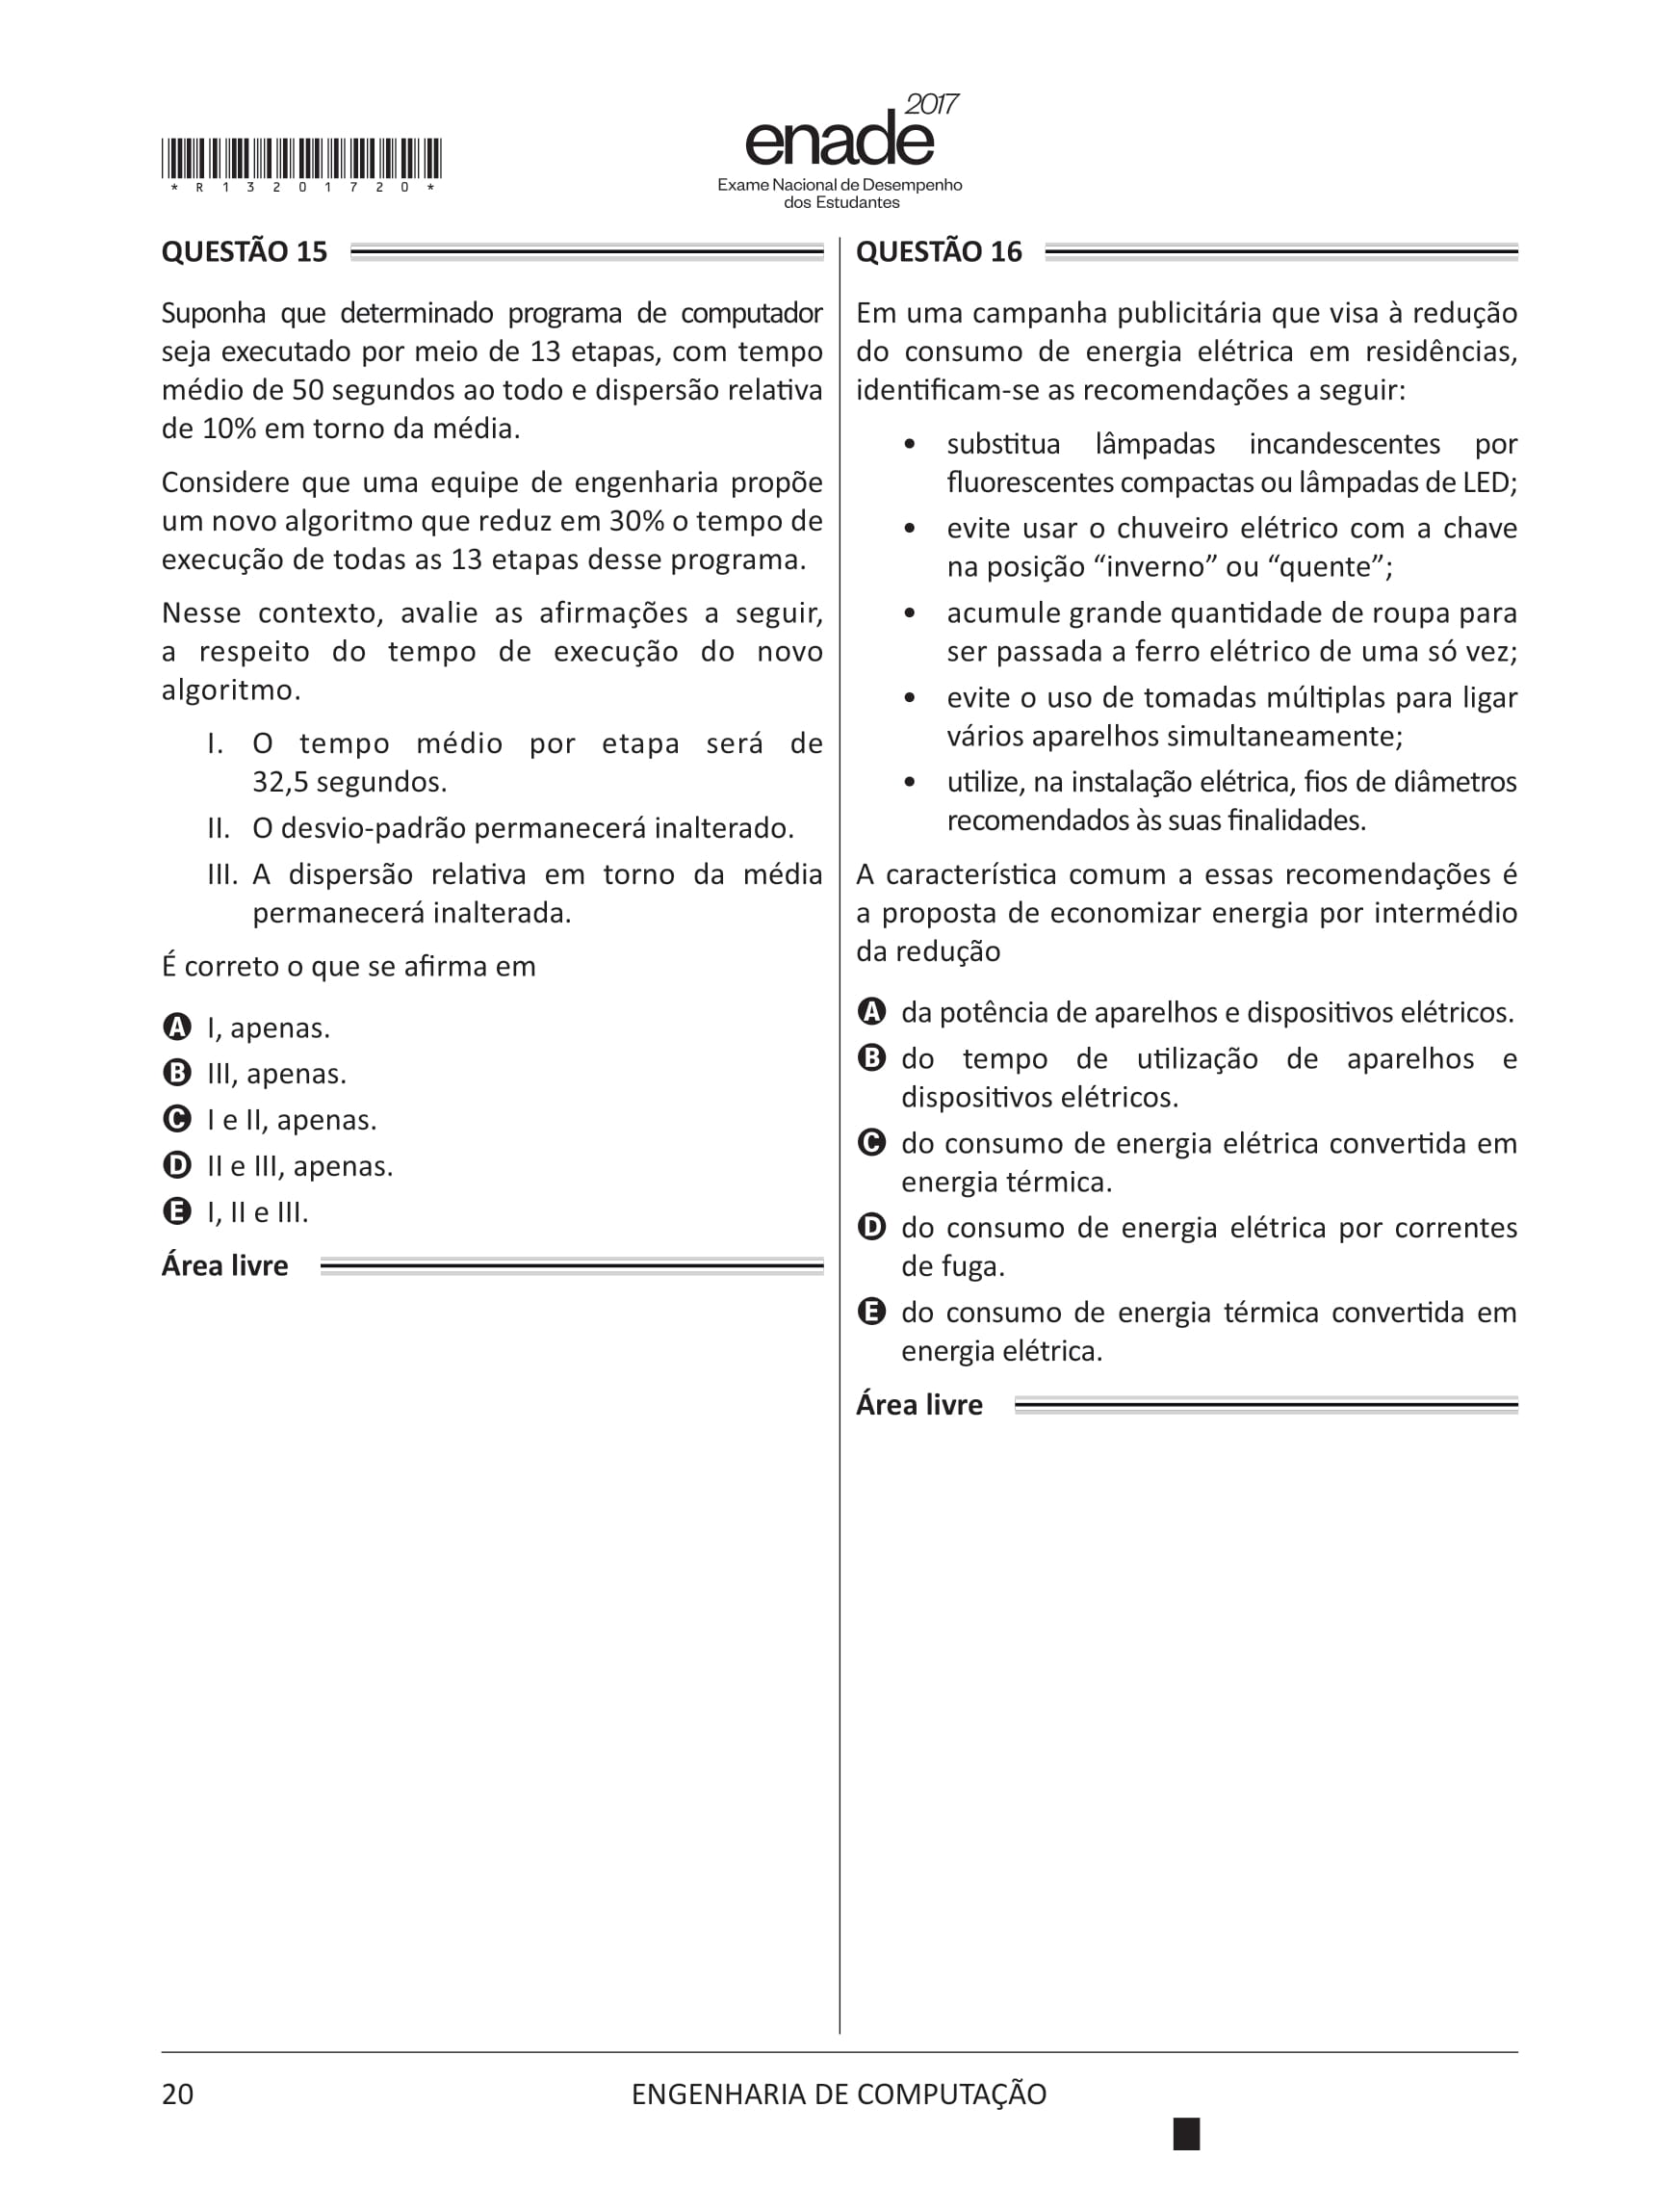 *R13201720*
2017
enade
Exame Nacional de Desempenho
dos Estudantes
QUESTÃO 15
Suponha que determinado programa de computador
seja executado por meio de 13 etapas, com tempo
médio de 50 segundos ao todo e dispersão relativa
de 10% em torno da média.
Considere que uma equipe de engenharia propõe
um novo algoritmo que reduz em 30% o tempo de
execução de todas as 13 etapas desse programa.
Nesse contexto, avalie as afirmações a seguir,
a respeito do tempo de execução do novo
algoritmo.
I. O tempo médio por etapa será de
32,5 segundos.
II. O desvio-padrão permanecerá inalterado.
III. A dispersão relativa em torno da média
permanecerá inalterada.
É correto o que se afirma em
A I, apenas.
B III, apenas.
C I e II, apenas.
D II e III, apenas.
E I, II e III.
Área livre
QUESTÃO 16
Em uma campanha publicitária que visa à redução
do consumo de energia elétrica em residências,
identificam-se as recomendações a seguir:
• substitua lâmpadas incandescentes por
fluorescentes compactas ou lâmpadas de LED;
• evite usar o chuveiro elétrico com a chave
na posição “inverno” ou “quente”;
• acumule grande quantidade de roupa para
ser passada a ferro elétrico de uma só vez;
• evite o uso de tomadas múltiplas para ligar
vários aparelhos simultaneamente;
• utilize, na instalação elétrica, fios de diâmetros
recomendados às suas finalidades.
A característica comum a essas recomendações é
a proposta de economizar energia por intermédio
da redução
A da potência de aparelhos e dispositivos elétricos.
B do tempo de utilização de aparelhos e
dispositivos elétricos.
C do consumo de energia elétrica convertida em
energia térmica.
D do consumo de energia elétrica por correntes
de fuga.
E do consumo de energia térmica convertida em
energia elétrica.
Área livre
20
ENGENHARIA DE COMPUTAÇÃO